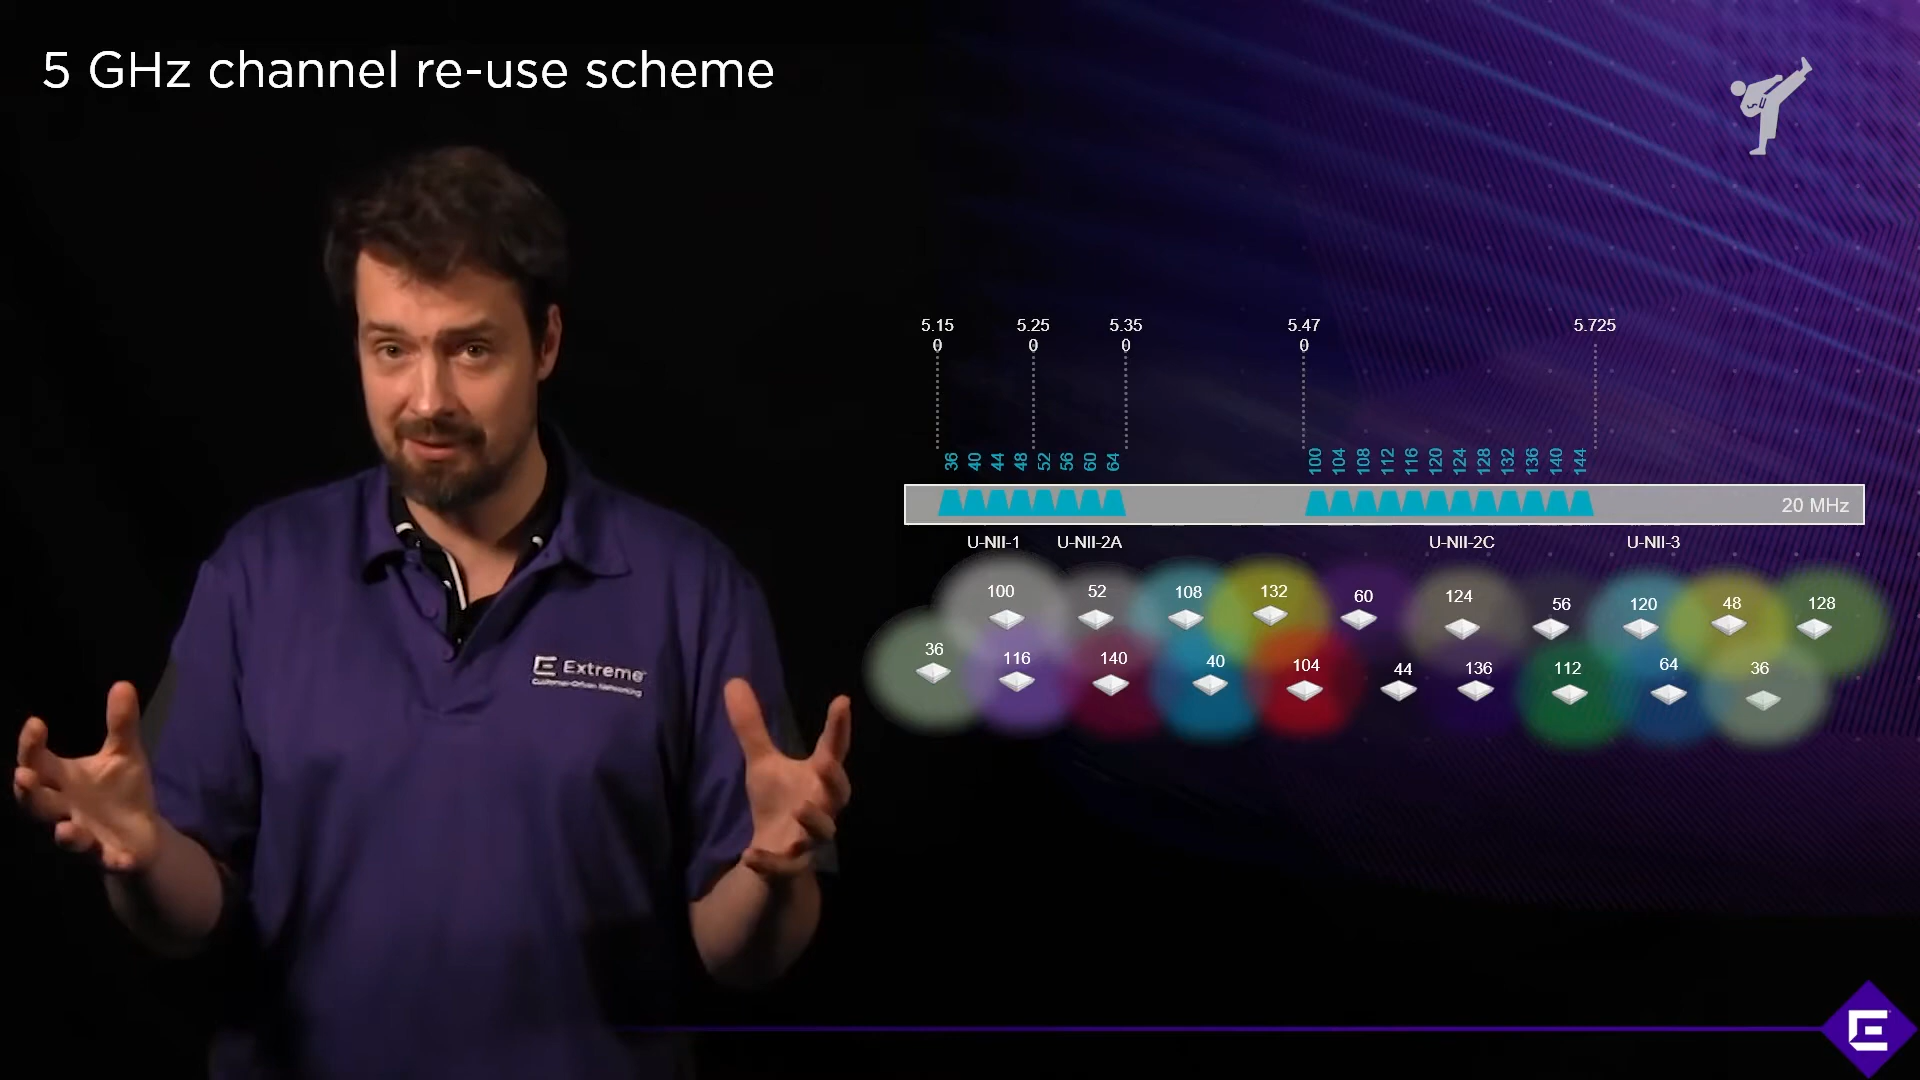 5 GHz channel re-use scheme
5.15
0
5.25
0
5.35
0
5.47
0
5.725
36 40 44 48 52 56 60 64 100 104 108 112 116 120 124 128 132 136 140 144
20 MHz
U-NII-1 U-NII-2A U-NII-2C U-NII-3
100 52 108 132 60 124 56 120 48 128
36 116 140 40 104 44 136 112 64 36
Extreme
Customer-Driven Networking